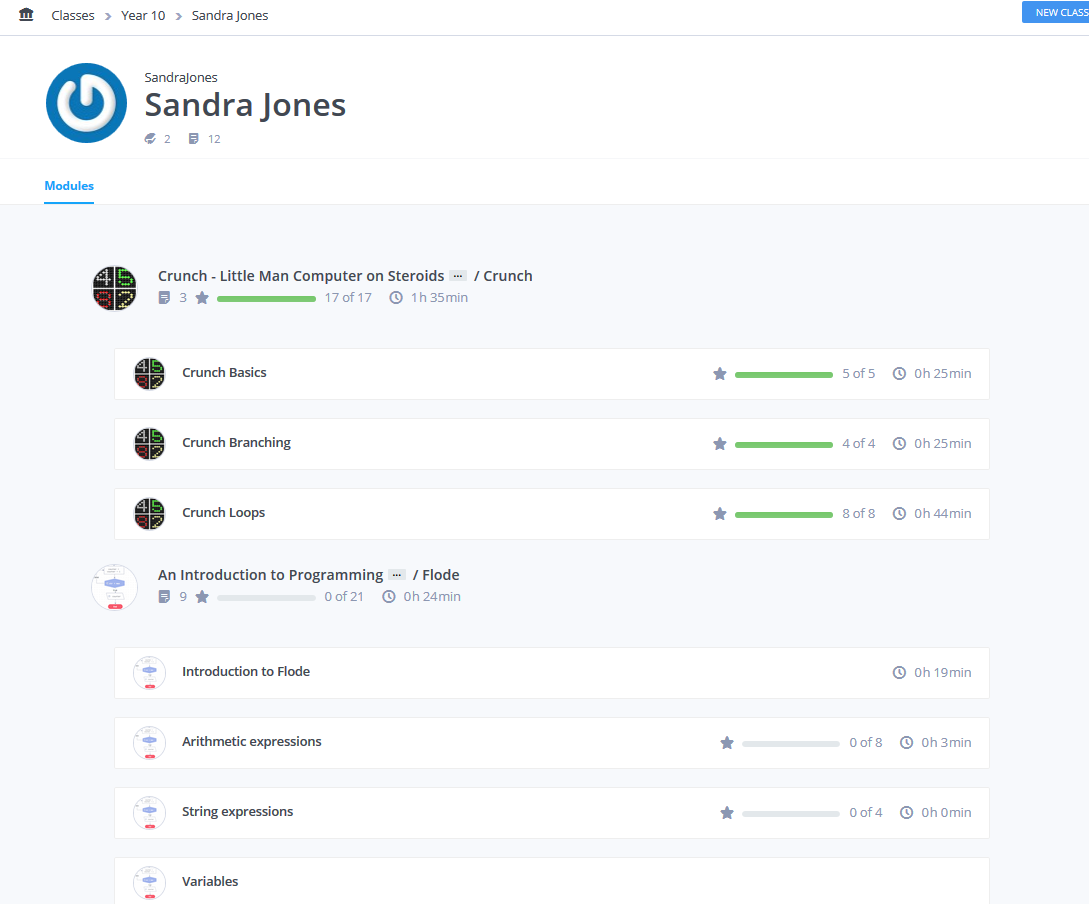 Classes > Year 10 > Sandra Jones
NEW CLASS
SandraJones
Sandra Jones
2 12
Modules
Crunch - Little Man Computer on Steroids ... / Crunch
3 17 of 17 1h 35min
Crunch Basics 5 of 5 0h 25min
Crunch Branching 4 of 4 0h 25min
Crunch Loops 8 of 8 0h 44min
An Introduction to Programming ... / Flode
9 0 of 21 0h 24min
Introduction to Flode 0h 19min
Arithmetic expressions 0 of 8 0h 3min
String expressions 0 of 4 0h 0min
Variables